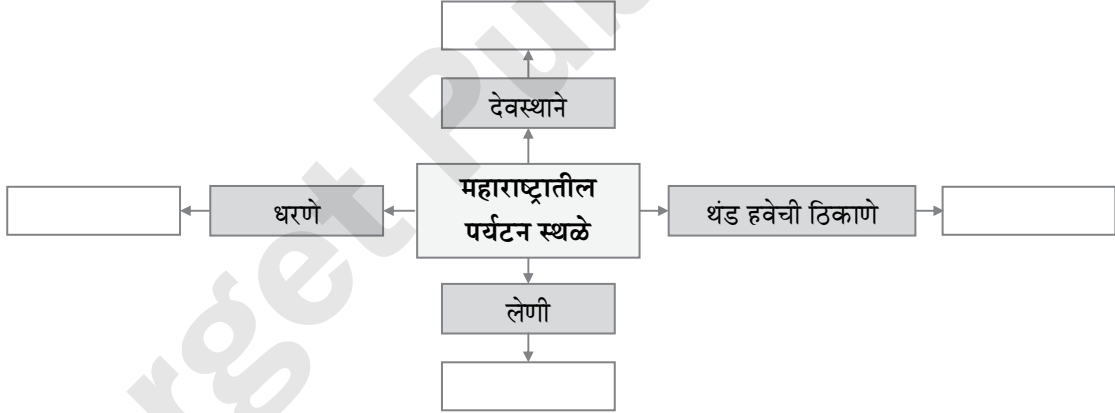 देवस्थाने
महाराष्ट्रातील
पर्यटन स्थळे
धरणे
थंड हवेची ठिकाणे
लेणी